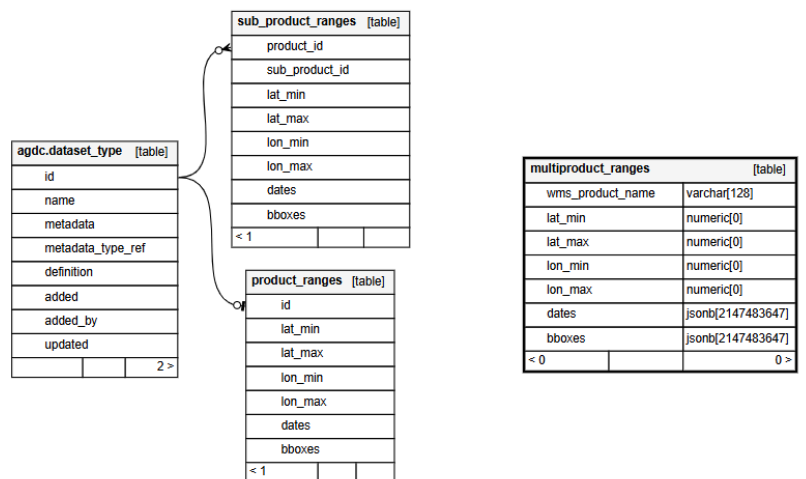 sub_product_ranges [table]
product_id
sub_product_id
lat_min
lat_max
lon_min
lon_max
dates
bboxes
< 1
agdc.dataset_type [table]
id
name
metadata
metadata_type_ref
definition
added
added_by
updated
2 >
product_ranges [table]
id
lat_min
lat_max
lon_min
lon_max
dates
bboxes
< 1
multiproduct_ranges [table]
wms_product_name varchar[128]
lat_min numeric[0]
lat_max numeric[0]
lon_min numeric[0]
lon_max numeric[0]
dates jsonb[2147483647]
bboxes jsonb[2147483647]
< 0 0 >